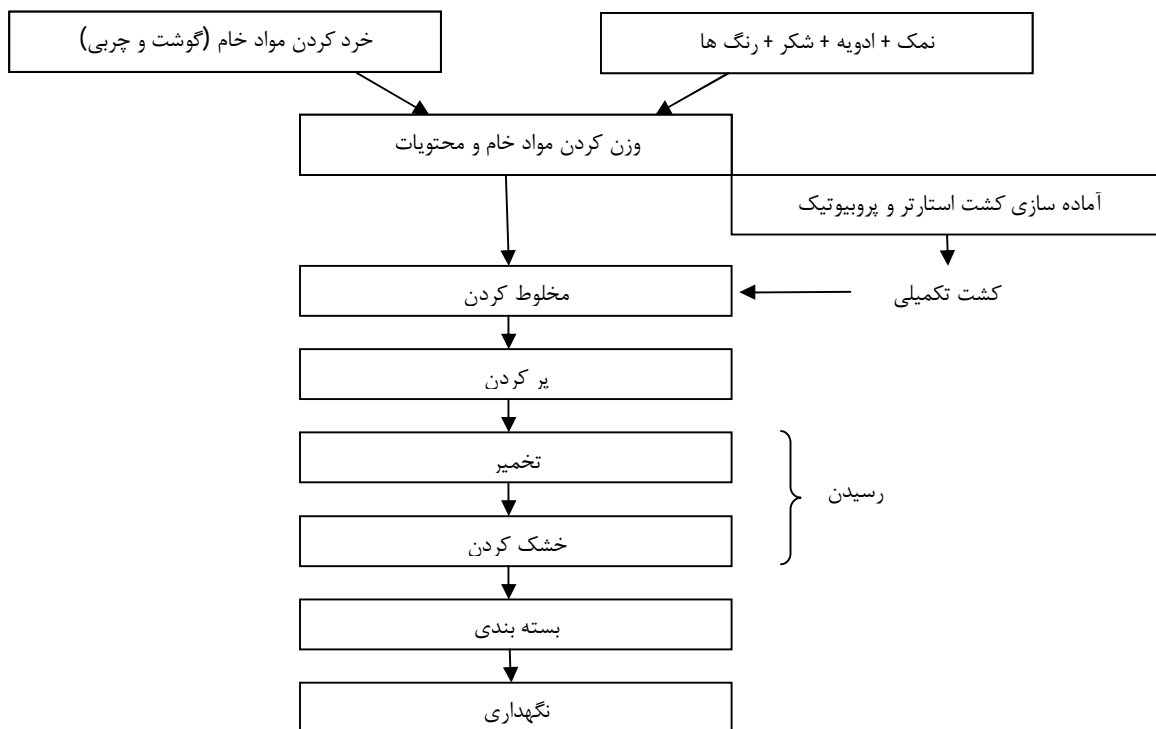 خرد کردن مواد خام (گوشت و چربی)
نمک + ادویه + شکر + رنگ ها
وزن کردن مواد خام و محتویات
آماده سازی کشت استارتر و پروبیوتیک
کشت تکمیلی
مخلوط کردن
پر کردن
تخمیر
رسیدن
خشک کردن
بسته بندی
نگهداری